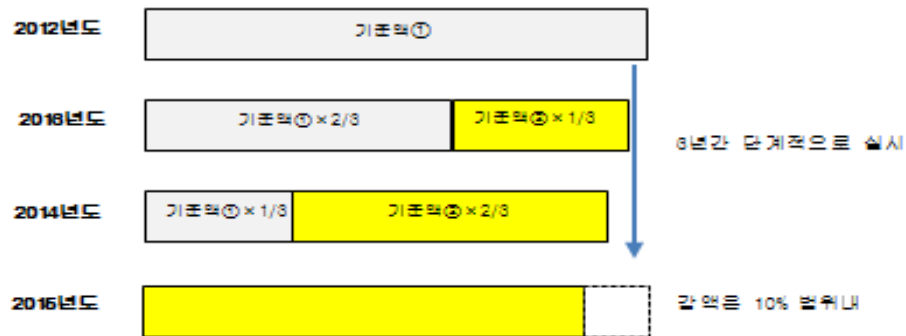 2012년도
기준액①
2013년도
기준액①×2/3
기준액②×1/3
3년간 단계적으로 실시
2014년도
기준액①×1/3
기준액②×2/3
2015년도
감액은 10% 범위내